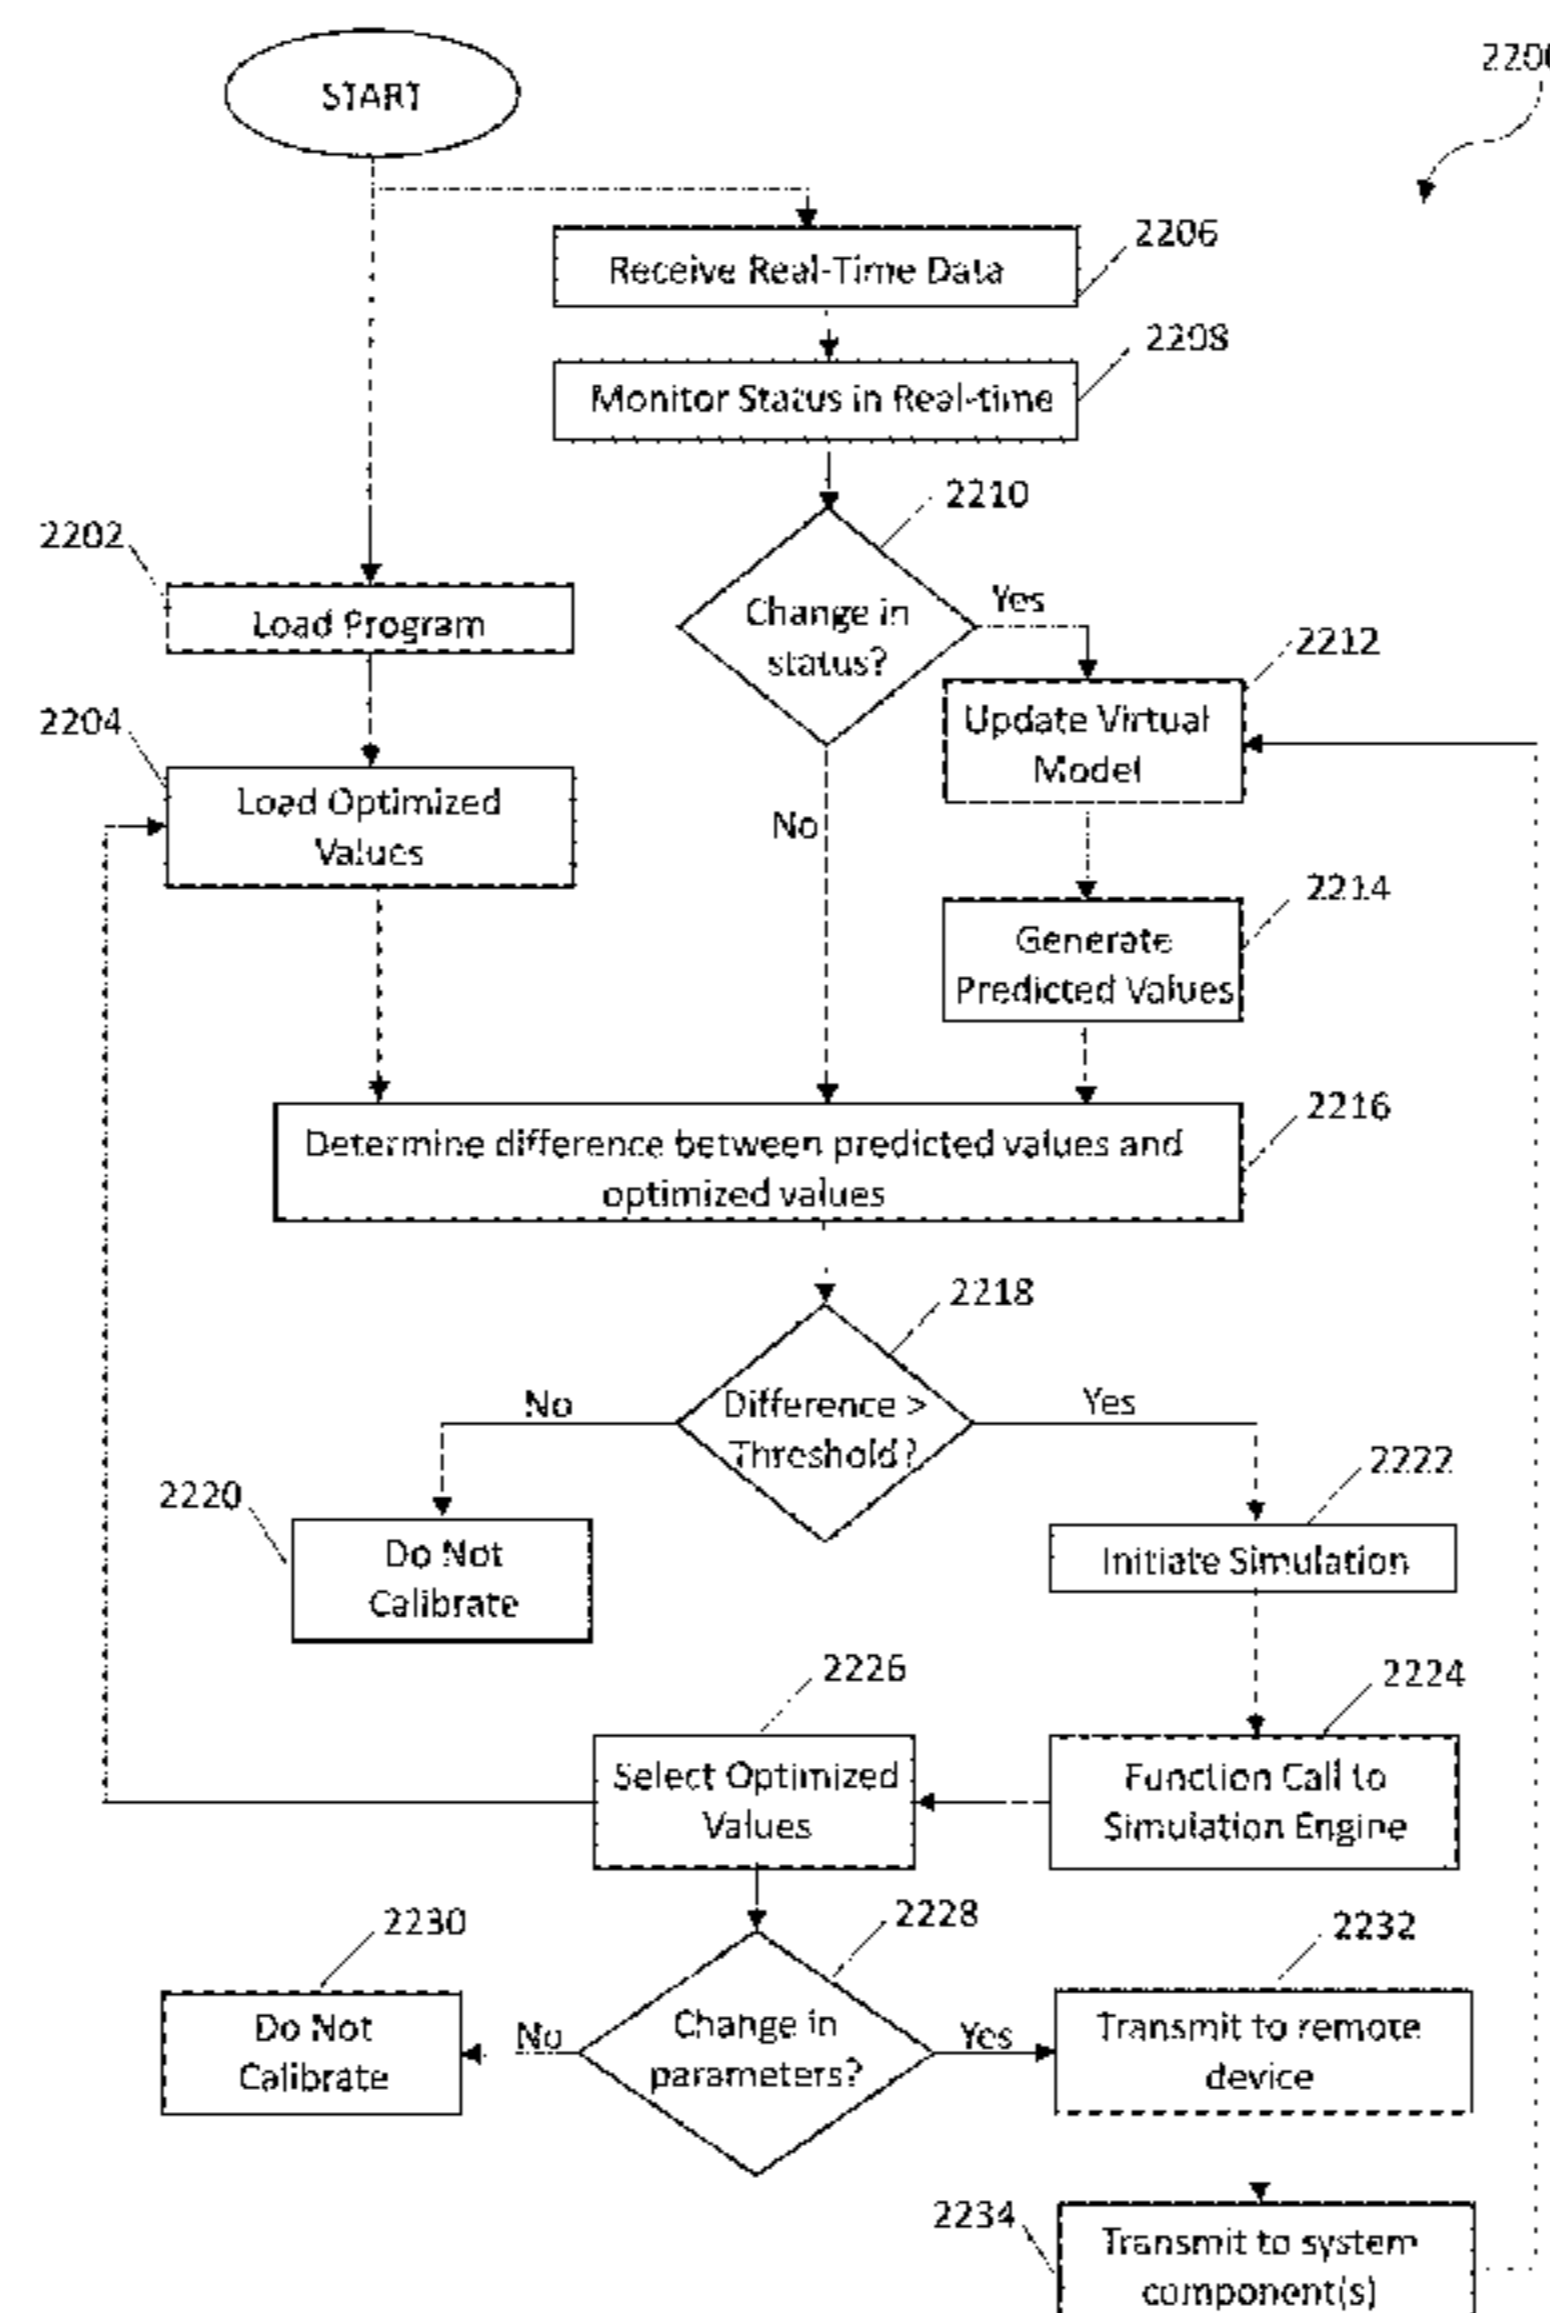 START
2200
Receive Real-Time Data
2206
Monitor Status in Real-time
2208
2210
Change in
status?
Yes
No
2202
Load Program
2204
Load Optimized
Values
2212
Update Virtual
Model
2214
Generate
Predicted Values
2216
Determine difference between predicted values and
optimized values
2218
Difference >
Threshold?
No
Yes
2220
Do Not
Calibrate
2222
Initiate Simulation
2224
Function Call to
Simulation Engine
2226
Select Optimized
Values
2228
Change in
parameters?
No
Yes
2230
Do Not
Calibrate
2232
Transmit to remote
device
2234
Transmit to system
component(s)